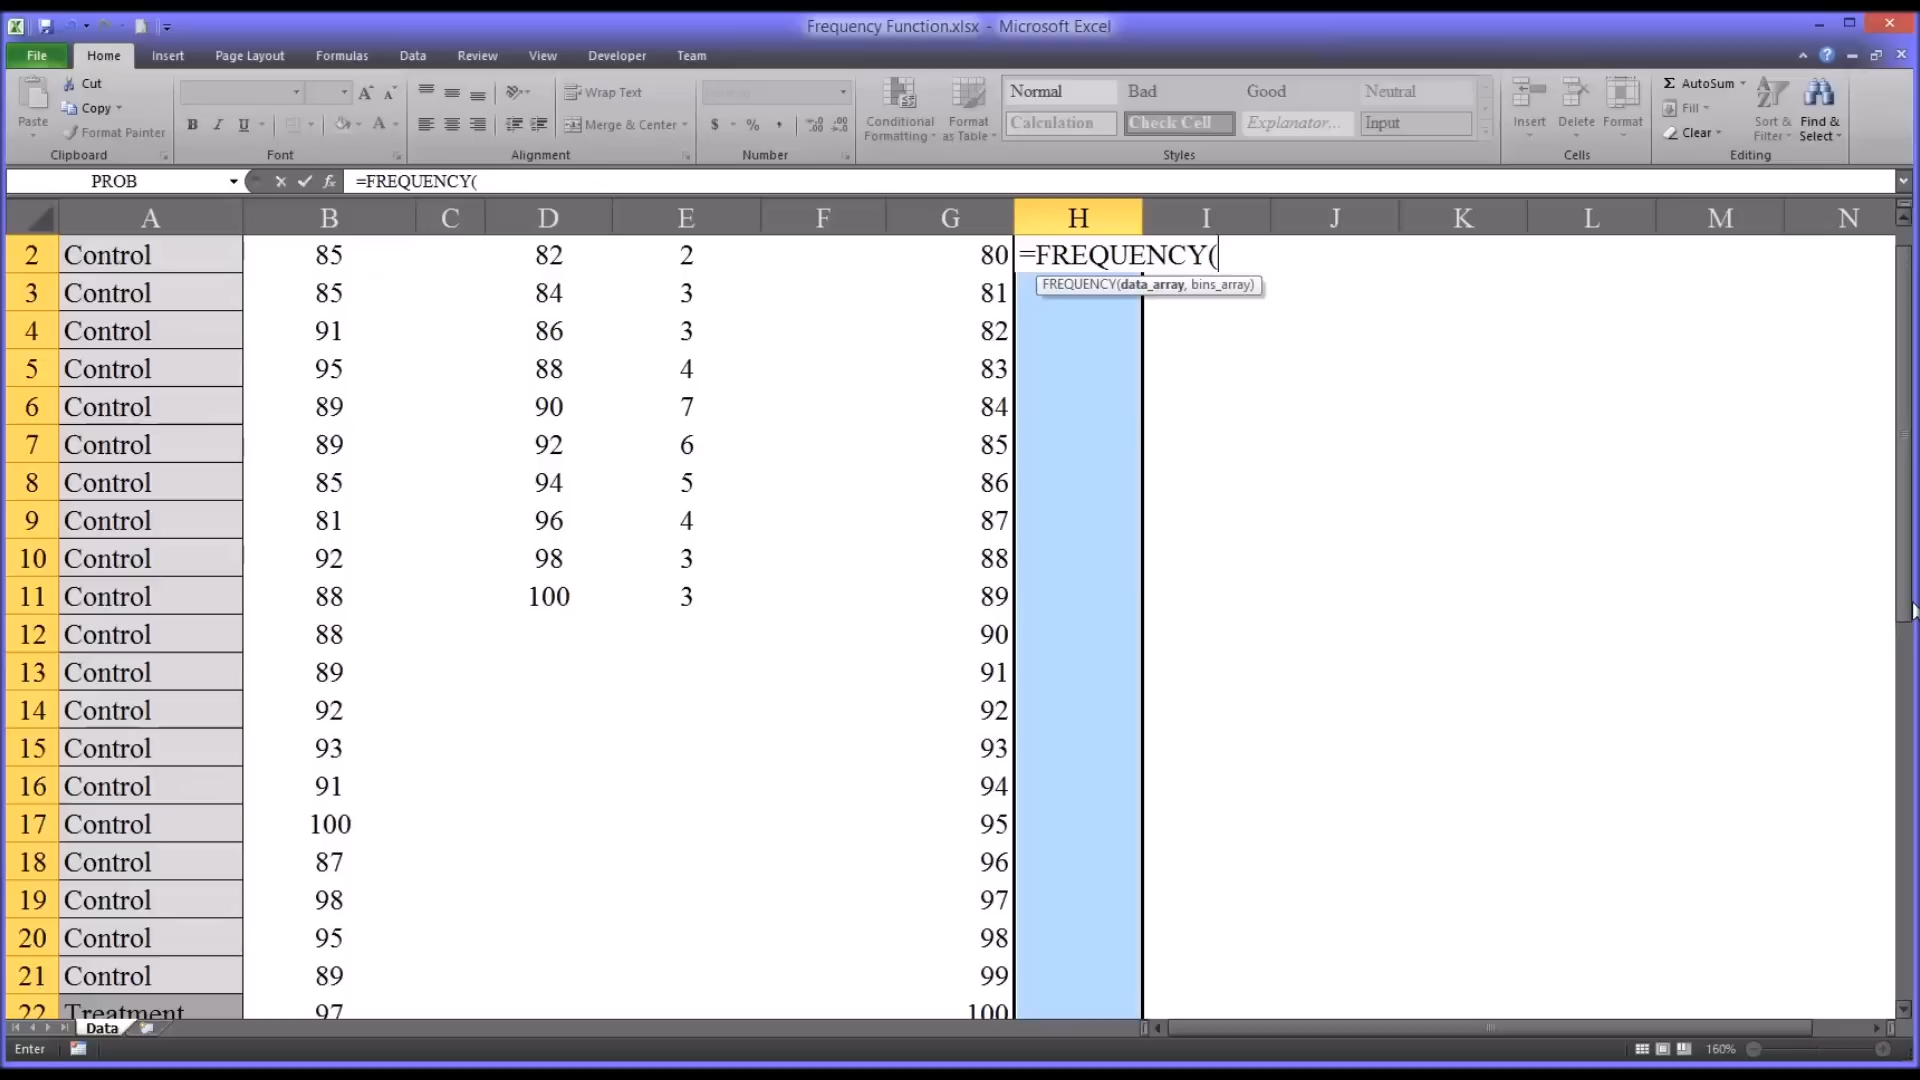 Frequency Function.xlsx - Microsoft Excel
File Home Insert Page Layout Formulas Data Review View Developer Team
Paste
Cut
Copy
Format Painter
Clipboard
B I U A
Font
Wrap Text
Merge & Center
Alignment
$ % ,
Number
Conditional Formatting
Format as Table
Normal Bad Good Neutral
Calculation Check Cell Explanator... Input
Styles
Insert Delete Format
Cells
Σ AutoSum
Fill
Clear
Sort & Filter
Find & Select
Editing
PROB fx =FREQUENCY(
A B C D E F G H I J K L M N
2 Control 85 82 2 80 =FREQUENCY(
FREQUENCY(data_array, bins_array)
3 Control 85 84 3 81
4 Control 91 86 3 82
5 Control 95 88 4 83
6 Control 89 90 7 84
7 Control 89 92 6 85
8 Control 85 94 5 86
9 Control 81 96 4 87
10 Control 92 98 3 88
11 Control 88 100 3 89
12 Control 88 90
13 Control 89 91
14 Control 92 92
15 Control 93 93
16 Control 91 94
17 Control 100 95
18 Control 87 96
19 Control 98 97
20 Control 95 98
21 Control 89 99
22 Treatment 97 100
Data
Enter 160%